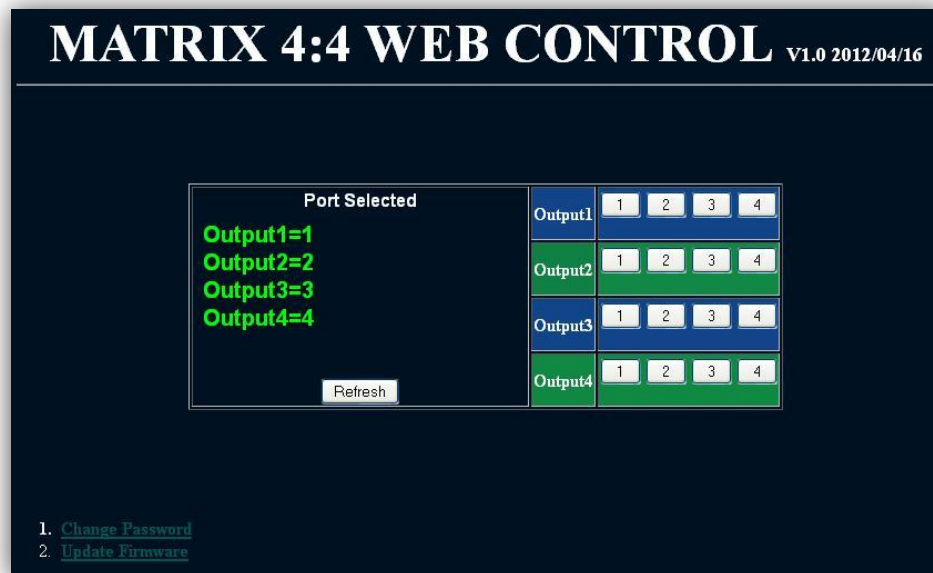 MATRIX 4:4 WEB CONTROL V1.0 2012/04/16
Port Selected
Output1=1
Output2=2
Output3=3
Output4=4
Refresh
Output1 1 2 3 4
Output2 1 2 3 4
Output3 1 2 3 4
Output4 1 2 3 4
1. Change Password
2. Update Firmware